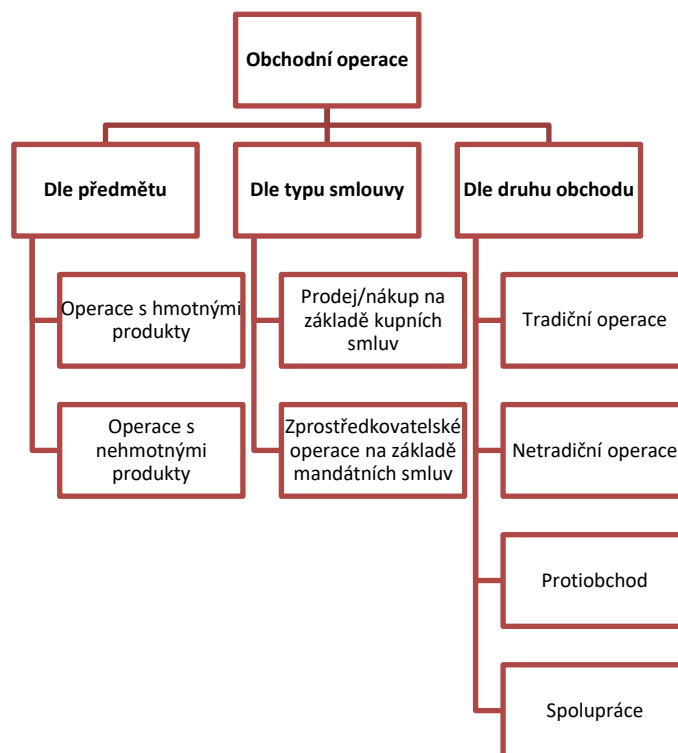 Obchodní operace
Dle předmětu
Operace s hmotnými
produkty
Operace s
nehmotnými
produkty
Dle typu smlouvy
Prodej/nákup na
základě kupních
smluv
Zprostředkovatelské
operace na základě
mandátních smluv
Dle druhu obchodu
Tradiční operace
Netradiční operace
Protiobchod
Spolupráce